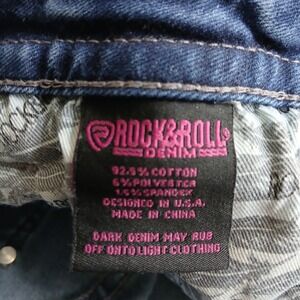 ROCK&ROLL
DENIM
92.5% COTTON
6% POLYESTER
1.5% SPANDEX
DESIGNED IN U.S.A.
MADE IN CHINA
DARK DENIM MAY RUB
OFF ONTO LIGHT CLOTHING